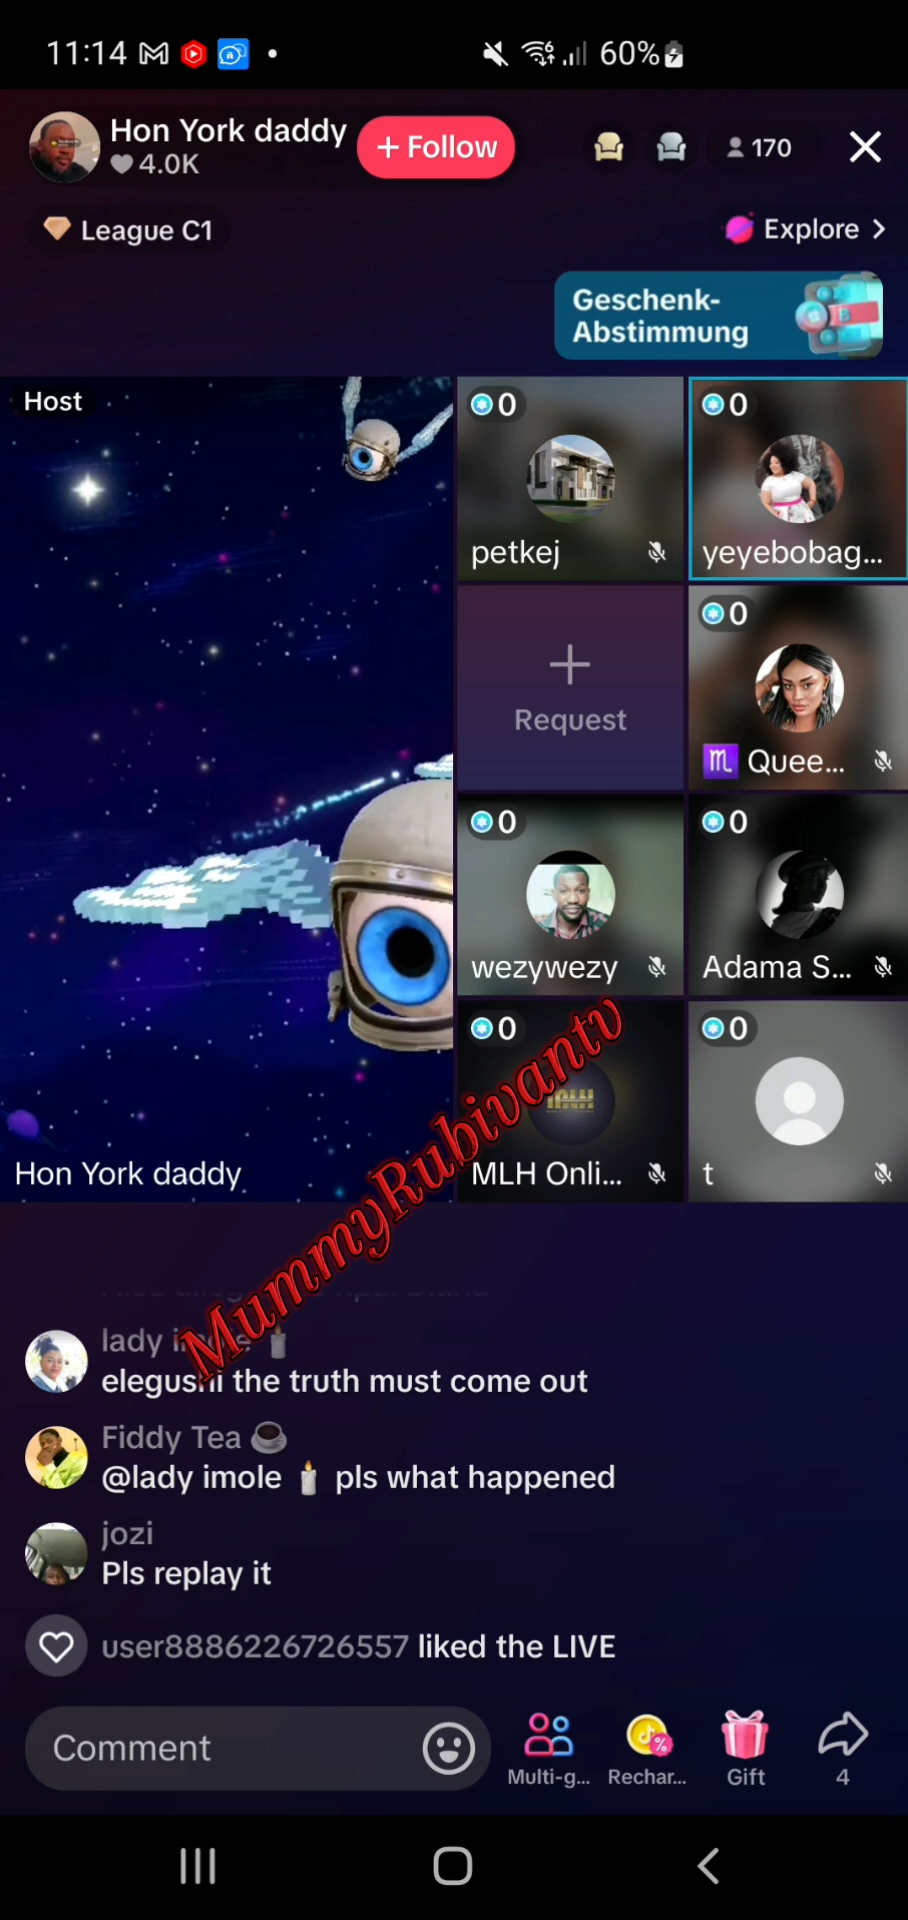 11:14
60%
Hon York daddy
4.0K
+ Follow
170
League C1
Explore
Geschenk-
Abstimmung
Host
0
petkej
0
yeyebobag...
Request
0
♏ Quee...
0
wezywezy
0
Adama S...
0
MLH Onli...
0
t
Hon York daddy
MummyRubivantv
lady imole
elegushi the truth must come out
Fiddy Tea
@lady imole 🕯 pls what happened
jozi
Pls replay it
user8886226726557 liked the LIVE
Comment
Multi-g...
Rechar...
Gift
4